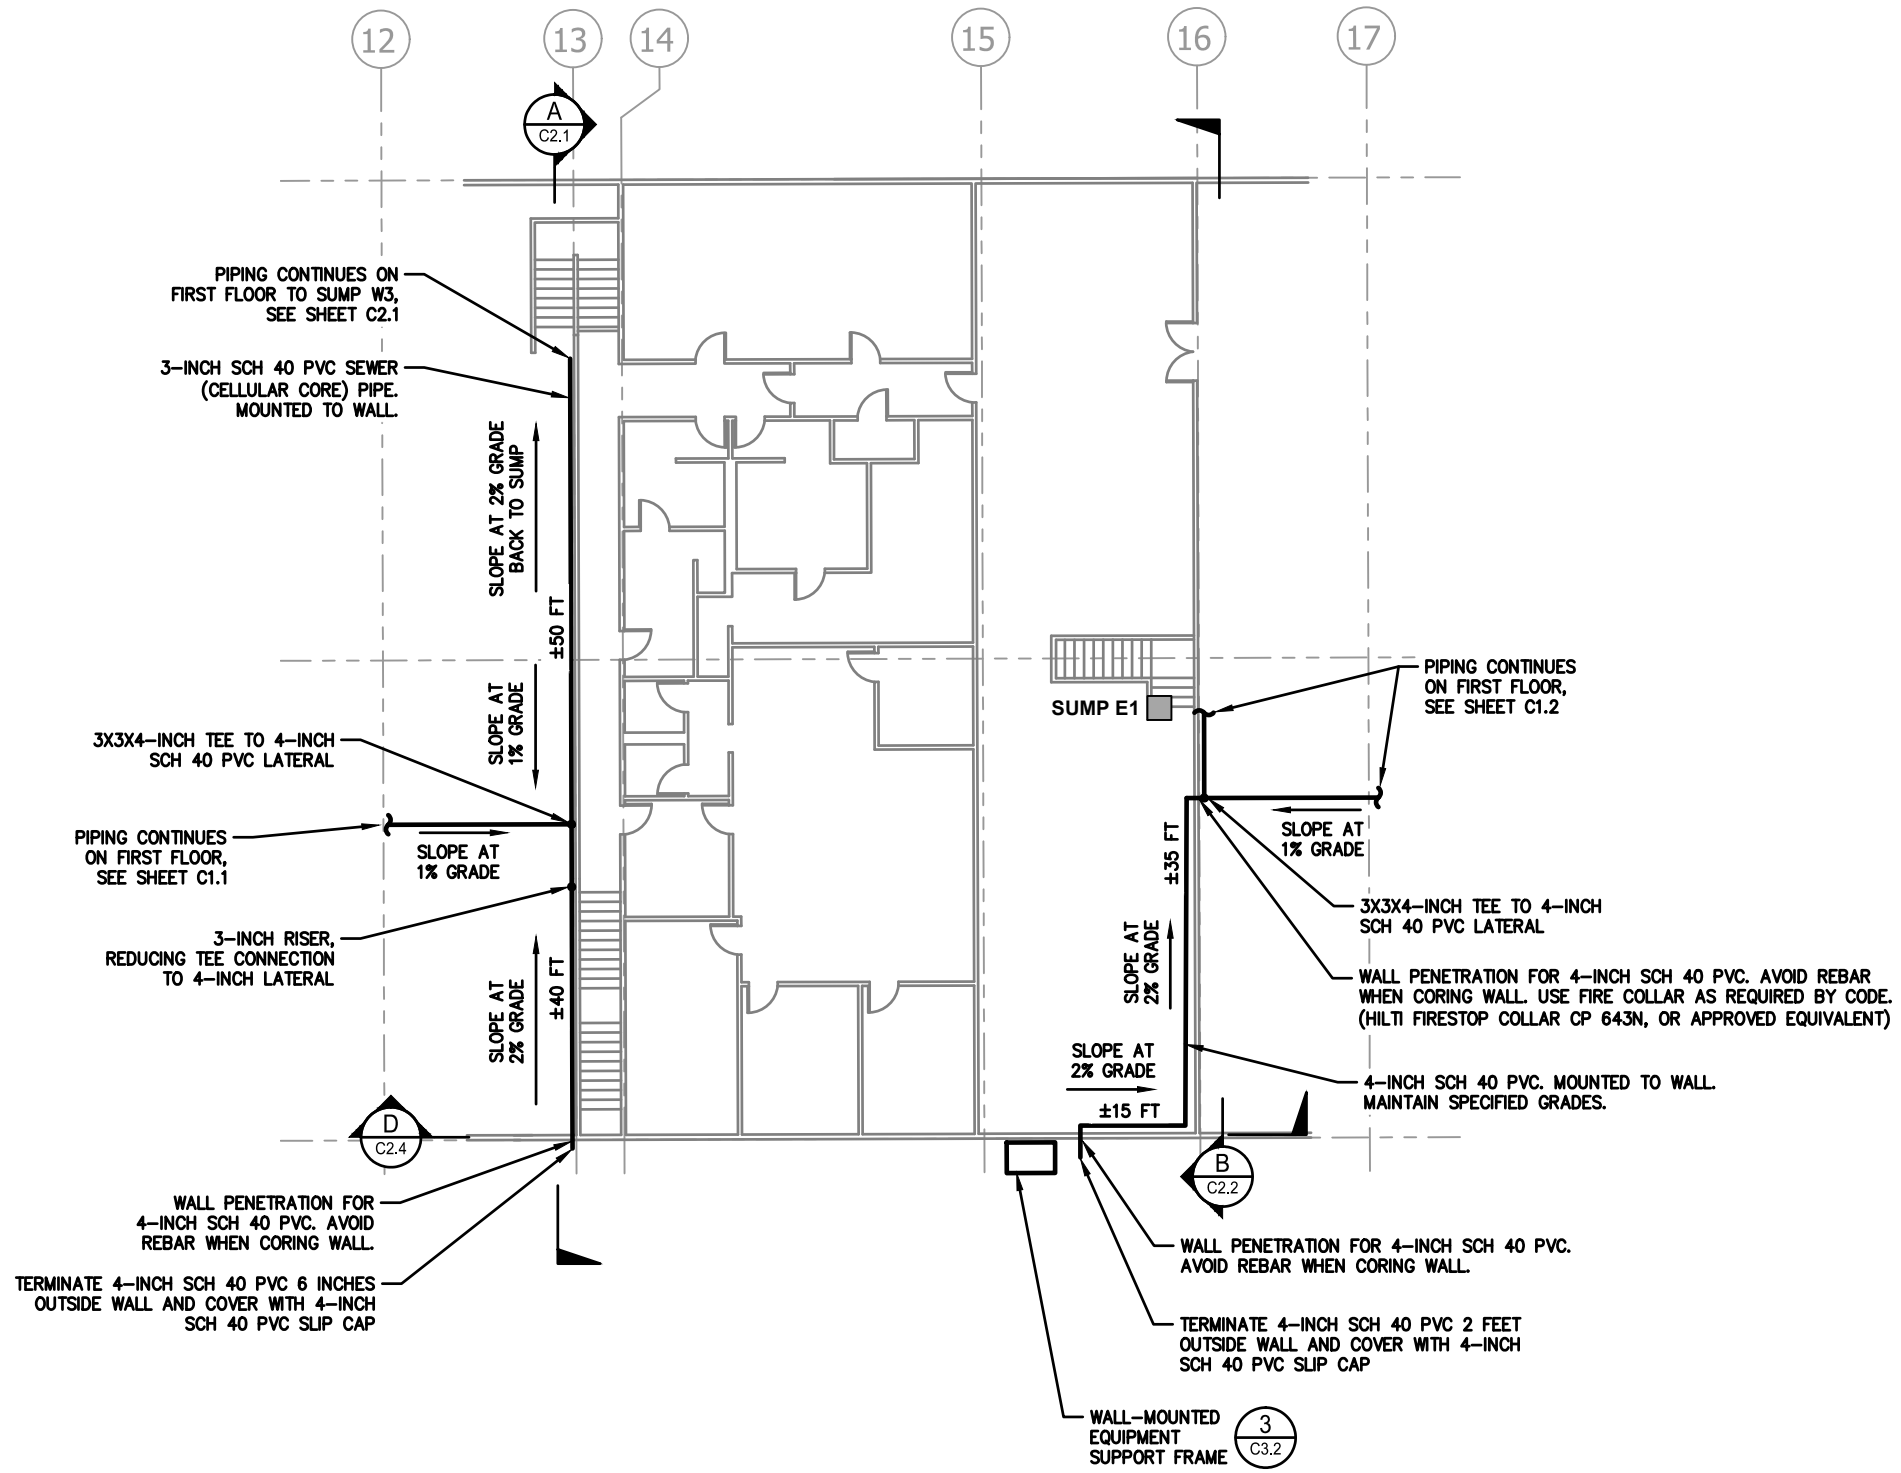 12
13
14
15
16
17
A
C2.1
PIPING CONTINUES ON
FIRST FLOOR TO SUMP W3,
SEE SHEET C2.1
3-INCH SCH 40 PVC SEWER
(CELLULAR CORE) PIPE.
MOUNTED TO WALL.
SLOPE AT 2% GRADE
BACK TO SUMP
±50 FT
SLOPE AT
1% GRADE
3X3X4-INCH TEE TO 4-INCH
SCH 40 PVC LATERAL
PIPING CONTINUES
ON FIRST FLOOR,
SEE SHEET C1.1
SLOPE AT
1% GRADE
3-INCH RISER,
REDUCING TEE CONNECTION
TO 4-INCH LATERAL
SLOPE AT
2% GRADE
±40 FT
D
C2.4
WALL PENETRATION FOR
4-INCH SCH 40 PVC. AVOID
REBAR WHEN CORING WALL.
TERMINATE 4-INCH SCH 40 PVC 6 INCHES
OUTSIDE WALL AND COVER WITH 4-INCH
SCH 40 PVC SLIP CAP
SUMP E1
PIPING CONTINUES
ON FIRST FLOOR,
SEE SHEET C1.2
SLOPE AT
1% GRADE
±35 FT
3X3X4-INCH TEE TO 4-INCH
SCH 40 PVC LATERAL
SLOPE AT
2% GRADE
WALL PENETRATION FOR 4-INCH SCH 40 PVC. AVOID REBAR
WHEN CORING WALL. USE FIRE COLLAR AS REQUIRED BY CODE.
(HILTI FIRESTOP COLLAR CP 643N, OR APPROVED EQUIVALENT)
SLOPE AT
2% GRADE
±15 FT
4-INCH SCH 40 PVC. MOUNTED TO WALL.
MAINTAIN SPECIFIED GRADES.
B
C2.2
WALL PENETRATION FOR 4-INCH SCH 40 PVC.
AVOID REBAR WHEN CORING WALL.
TERMINATE 4-INCH SCH 40 PVC 2 FEET
OUTSIDE WALL AND COVER WITH 4-INCH
SCH 40 PVC SLIP CAP
WALL-MOUNTED
EQUIPMENT
SUPPORT FRAME
3
C3.2